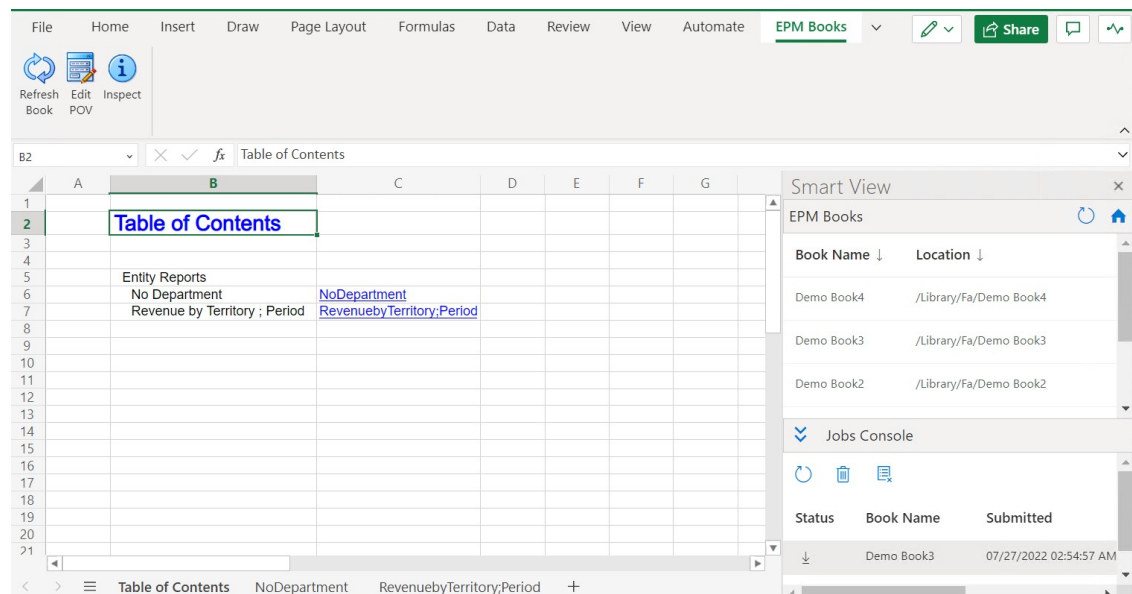 File Home Insert Draw Page Layout Formulas Data Review View Automate EPM Books Share
Refresh Book Edit POV Inspect
B2 fx Table of Contents
A B C D E F G
Smart View
1
2 Table of Contents
EPM Books
3
4
Book Name ↓ Location ↓
5 Entity Reports
6 No Department NoDepartment
7 Revenue by Territory ; Period RevenuebyTerritory;Period
Demo Book4 /Library/Fa/Demo Book4
8
9
Demo Book3 /Library/Fa/Demo Book3
10
11
Demo Book2 /Library/Fa/Demo Book2
12
13
14
Jobs Console
15
16
17
18
19
Status Book Name Submitted
20
21
Demo Book3 07/27/2022 02:54:57 AM
Table of Contents NoDepartment RevenuebyTerritory;Period +